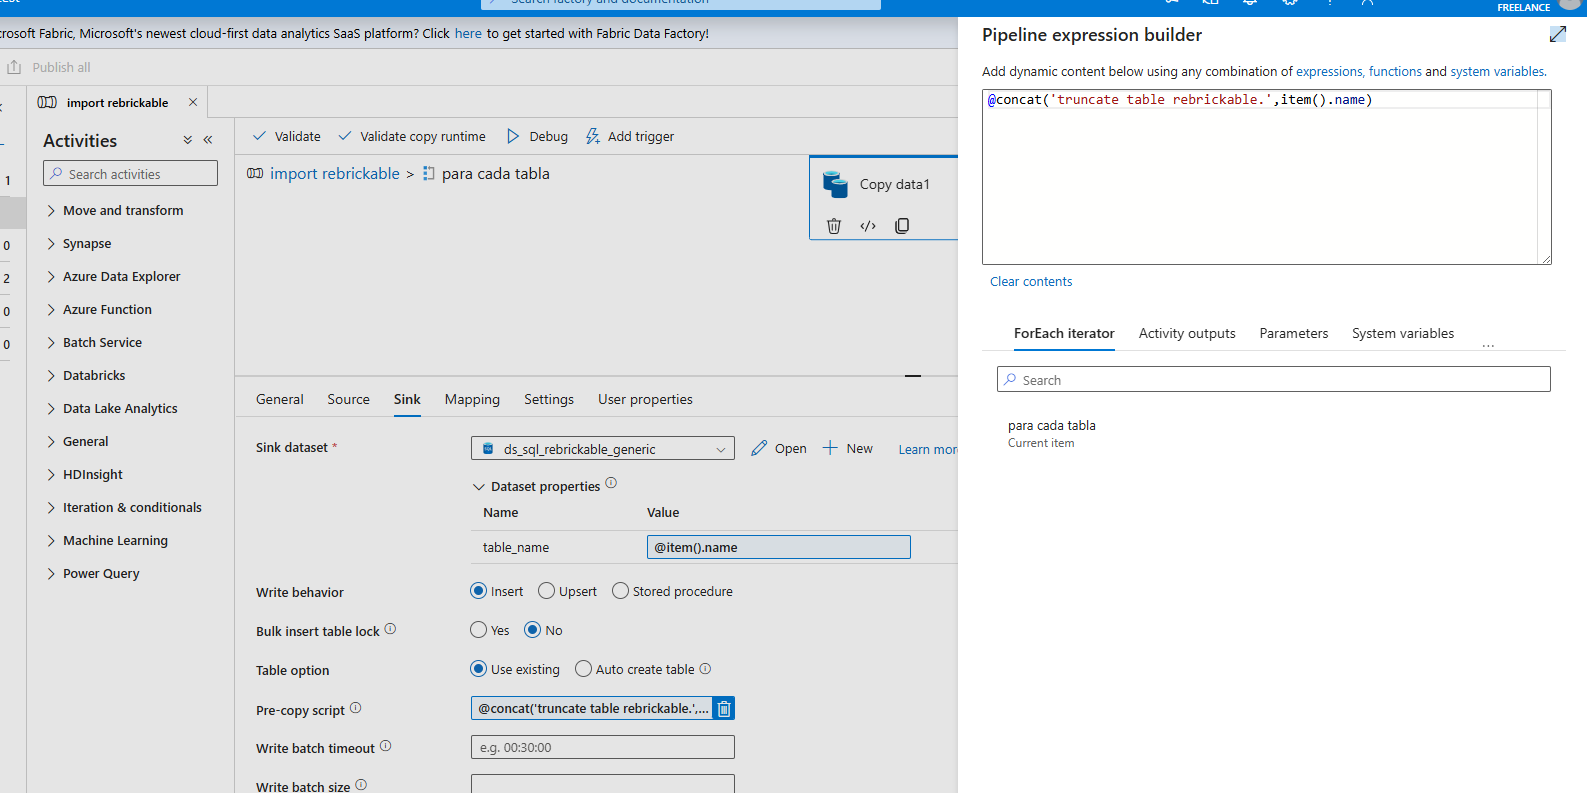 Search factory and documentation
FREELANCE
crosoft Fabric, Microsoft's newest cloud-first data analytics SaaS platform? Click here to get started with Fabric Data Factory!
Publish all
import rebrickable
Activities
Search activities
1
0
2
0
0
Move and transform
Synapse
Azure Data Explorer
Azure Function
Batch Service
Databricks
Data Lake Analytics
General
HDInsight
Iteration & conditionals
Machine Learning
Power Query
Validate
Validate copy runtime
Debug
Add trigger
import rebrickable > para cada tabla
Copy data1
</>
General Source Sink Mapping Settings User properties
Sink dataset *
ds_sql_rebrickable_generic
Open
New
Learn mor
Dataset properties
Name Value
table_name @item().name
Write behavior Insert Upsert Stored procedure
Bulk insert table lock Yes No
Table option Use existing Auto create table
Pre-copy script @concat('truncate table rebrickable.',...
Write batch timeout e.g. 00:30:00
Write batch size
Pipeline expression builder
Add dynamic content below using any combination of expressions, functions and system variables.
@concat('truncate table rebrickable.',item().name)
Clear contents
ForEach iterator Activity outputs Parameters System variables ...
Search
para cada tabla
Current item